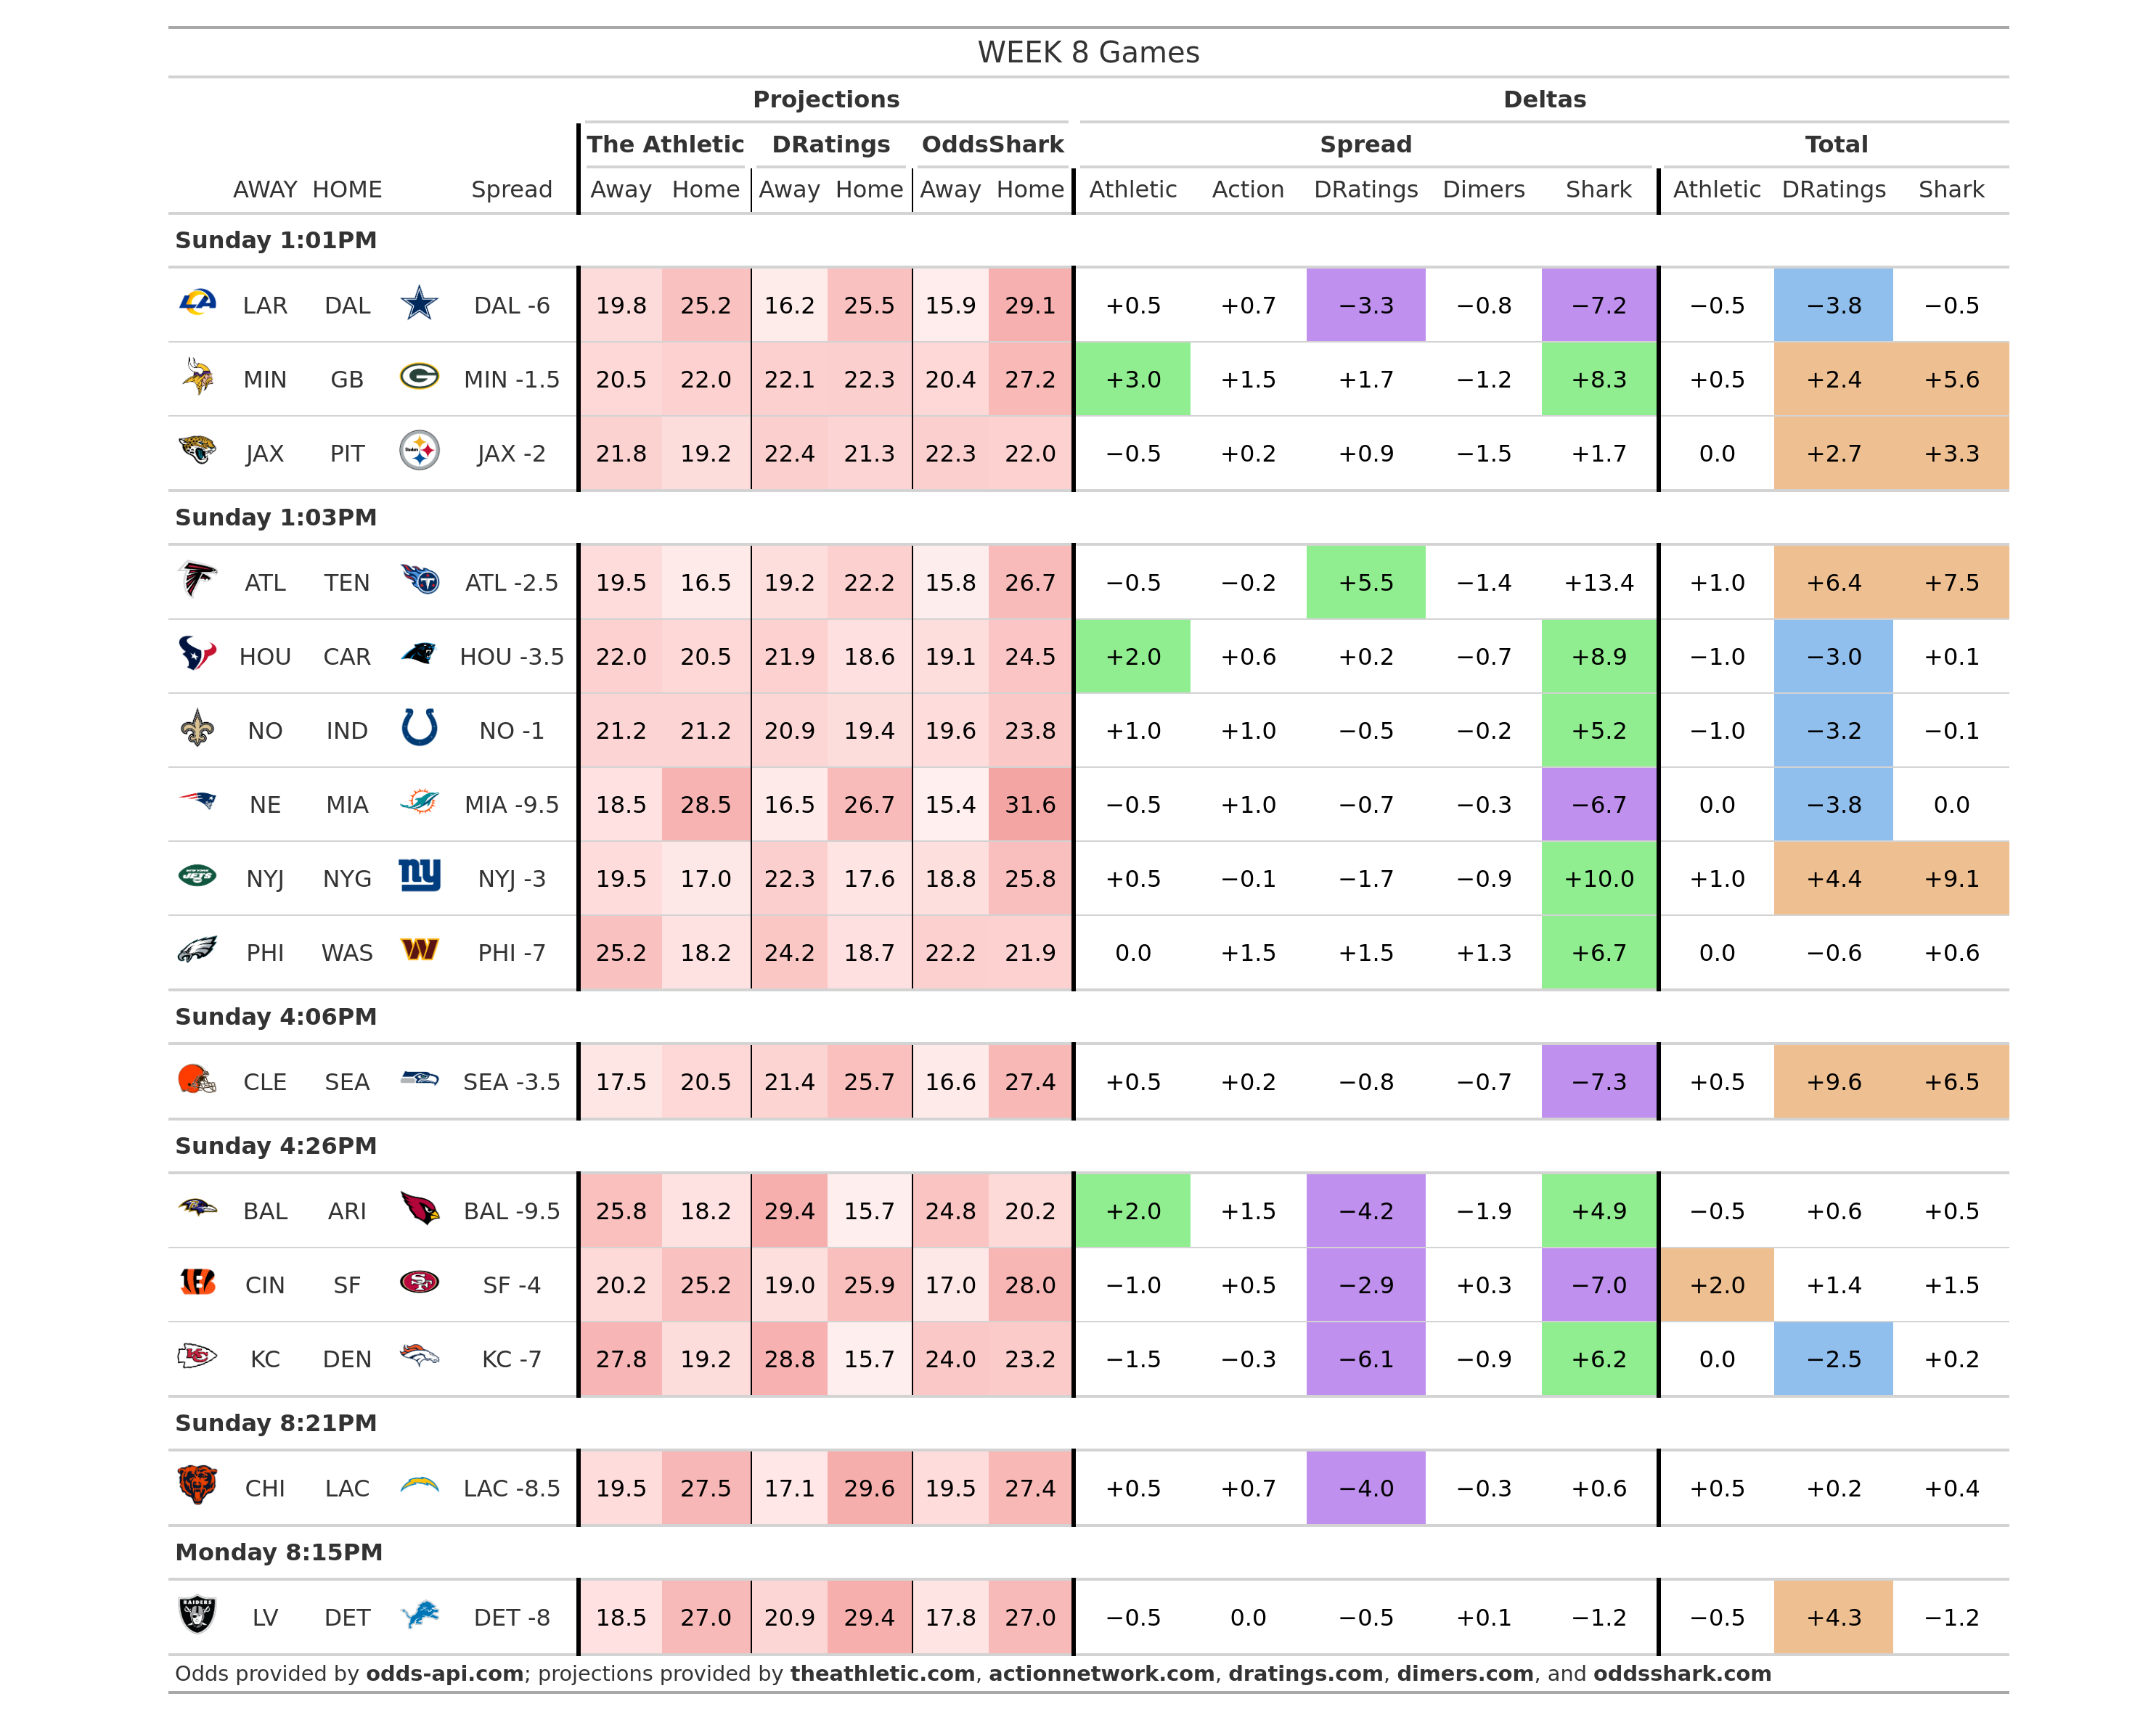 WEEK 8 Games
Projections Deltas
The Athletic DRatings OddsShark Spread Total
AWAY HOME Spread Away Home Away Home Away Home Athletic Action DRatings Dimers Shark Athletic DRatings Shark
Sunday 1:01PM
LAR DAL DAL -6 19.8 25.2 16.2 25.5 15.9 29.1 +0.5 +0.7 −3.3 −0.8 −7.2 −0.5 −3.8 −0.5
MIN GB MIN -1.5 20.5 22.0 22.1 22.3 20.4 27.2 +3.0 +1.5 +1.7 −1.2 +8.3 +0.5 +2.4 +5.6
JAX PIT JAX -2 21.8 19.2 22.4 21.3 22.3 22.0 −0.5 +0.2 +0.9 −1.5 +1.7 0.0 +2.7 +3.3
Sunday 1:03PM
ATL TEN ATL -2.5 19.5 16.5 19.2 22.2 15.8 26.7 −0.5 −0.2 +5.5 −1.4 +13.4 +1.0 +6.4 +7.5
HOU CAR HOU -3.5 22.0 20.5 21.9 18.6 19.1 24.5 +2.0 +0.6 +0.2 −0.7 +8.9 −1.0 −3.0 +0.1
NO IND NO -1 21.2 21.2 20.9 19.4 19.6 23.8 +1.0 +1.0 −0.5 −0.2 +5.2 −1.0 −3.2 −0.1
NE MIA MIA -9.5 18.5 28.5 16.5 26.7 15.4 31.6 −0.5 +1.0 −0.7 −0.3 −6.7 0.0 −3.8 0.0
NYJ NYG NYJ -3 19.5 17.0 22.3 17.6 18.8 25.8 +0.5 −0.1 −1.7 −0.9 +10.0 +1.0 +4.4 +9.1
PHI WAS PHI -7 25.2 18.2 24.2 18.7 22.2 21.9 0.0 +1.5 +1.5 +1.3 +6.7 0.0 −0.6 +0.6
Sunday 4:06PM
CLE SEA SEA -3.5 17.5 20.5 21.4 25.7 16.6 27.4 +0.5 +0.2 −0.8 −0.7 −7.3 +0.5 +9.6 +6.5
Sunday 4:26PM
BAL ARI BAL -9.5 25.8 18.2 29.4 15.7 24.8 20.2 +2.0 +1.5 −4.2 −1.9 +4.9 −0.5 +0.6 +0.5
CIN SF SF -4 20.2 25.2 19.0 25.9 17.0 28.0 −1.0 +0.5 −2.9 +0.3 −7.0 +2.0 +1.4 +1.5
KC DEN KC -7 27.8 19.2 28.8 15.7 24.0 23.2 −1.5 −0.3 −6.1 −0.9 +6.2 0.0 −2.5 +0.2
Sunday 8:21PM
CHI LAC LAC -8.5 19.5 27.5 17.1 29.6 19.5 27.4 +0.5 +0.7 −4.0 −0.3 +0.6 +0.5 +0.2 +0.4
Monday 8:15PM
LV DET DET -8 18.5 27.0 20.9 29.4 17.8 27.0 −0.5 0.0 −0.5 +0.1 −1.2 −0.5 +4.3 −1.2
Odds provided by odds-api.com; projections provided by theathletic.com, actionnetwork.com, dratings.com, dimers.com, and oddsshark.com